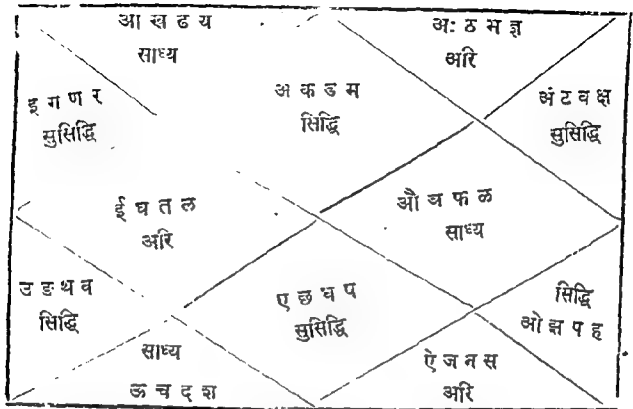 आ ख ढ य
साध्य
अः ठ भ ज्ञ
अरि
इ ग ण र
सुसिद्धि
अ क ड म
सिद्धि
अं ट व क्ष
सुसिद्धि
ई घ त ल
अरि
औ ञ फ ळ
साध्य
उ ङ थ व
सिद्धि
ए छ ध प
सुसिद्धि
सिद्धि
ओ झ प ह
साध्य
ऊ च द श
ऐ ज न स
अरि